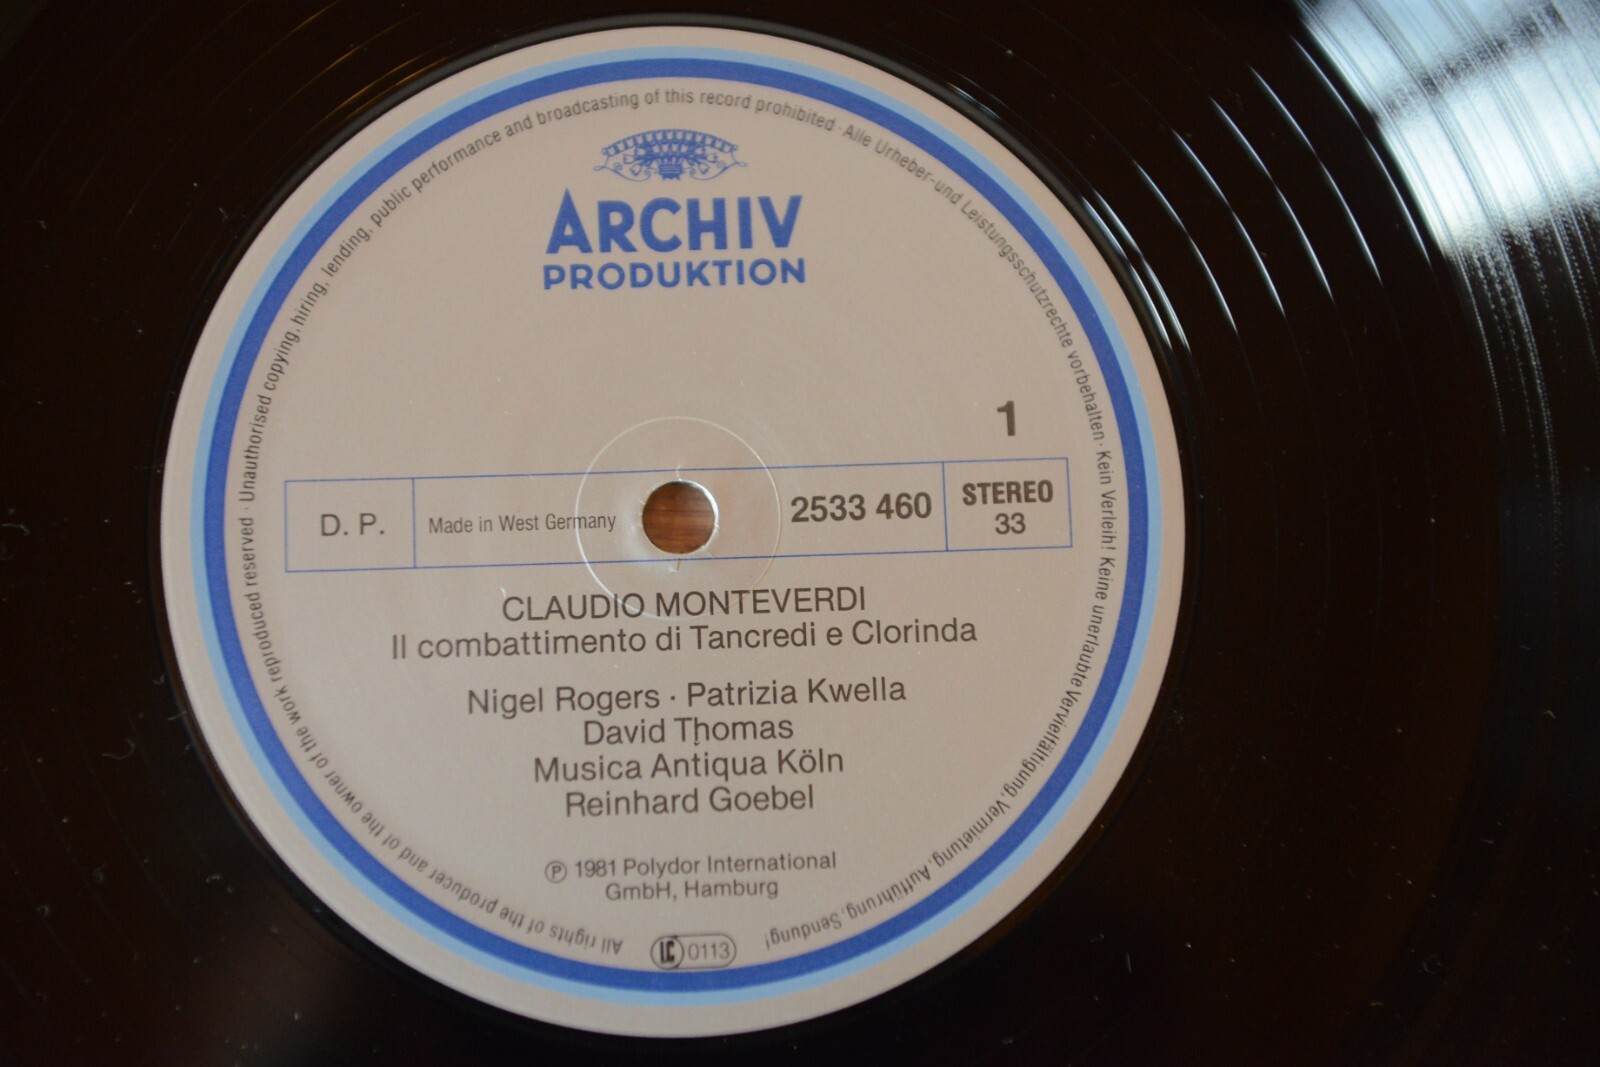 All rights of the producer and of the owner of the work reproduced reserved · Unauthorised copying, hiring, lending, public performance and broadcasting of this record prohibited · Alle Urheber- und Leistungsschutzrechte vorbehalten · Kein Verleih! Keine unerlaubte Vervielfältigung, Vermietung, Aufführung, Sendung!
ARCHIV
PRODUKTION
1
D. P.
Made in West Germany
2533 460
STEREO
33
CLAUDIO MONTEVERDI
Il combattimento di Tancredi e Clorinda
Nigel Rogers · Patrizia Kwella
David Thomas
Musica Antiqua Köln
Reinhard Goebel
℗ 1981 Polydor International
GmbH, Hamburg
LC 0113